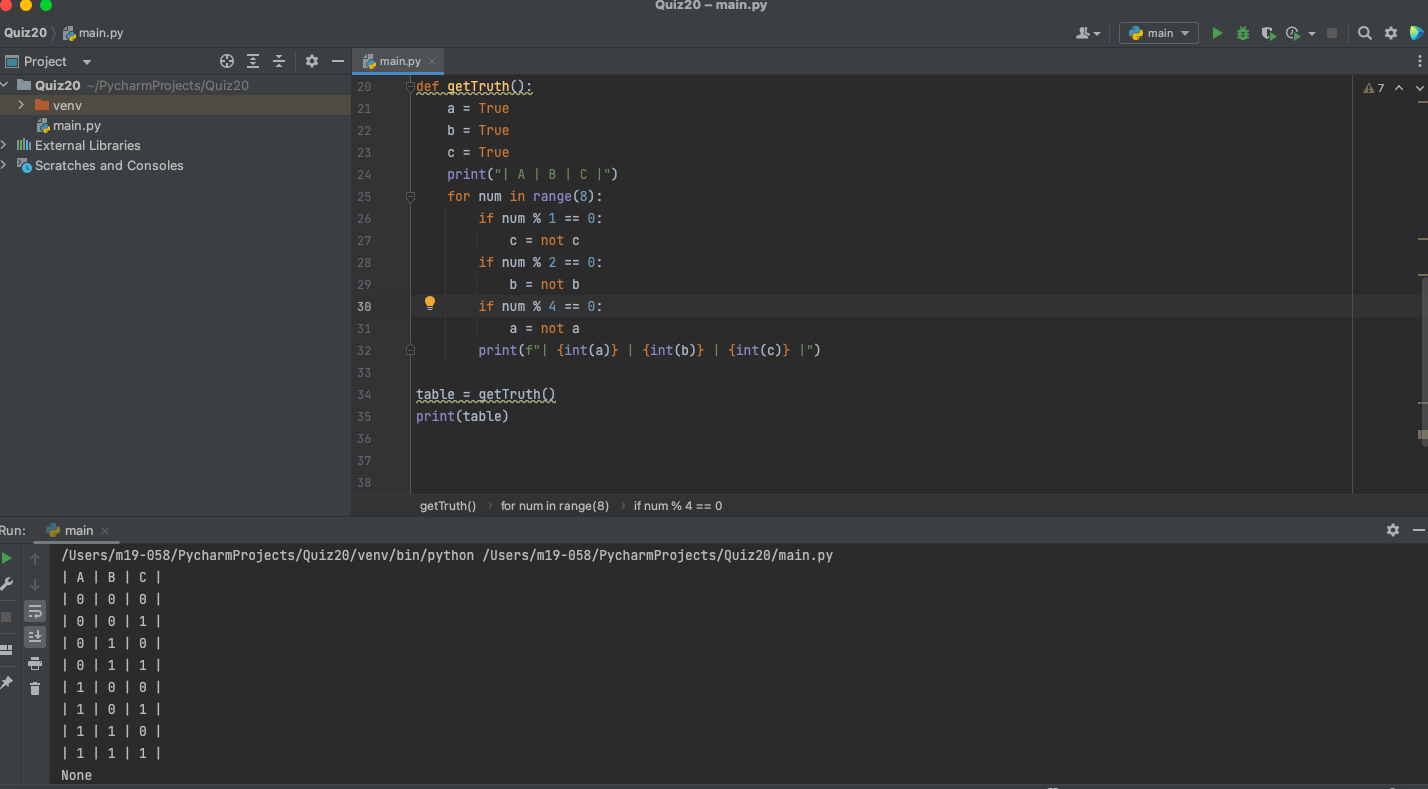 Quiz20 – main.py
Quiz20 main.py
main
Project
main.py
Quiz20 ~/PycharmProjects/Quiz20
venv
main.py
External Libraries
Scratches and Consoles
7
20 def getTruth():
21     a = True
22     b = True
23     c = True
24     print("| A | B | C |")
25     for num in range(8):
26         if num % 1 == 0:
27             c = not c
28         if num % 2 == 0:
29             b = not b
30         if num % 4 == 0:
31             a = not a
32         print(f"| {int(a)} | {int(b)} | {int(c)} |")
33
34 table = getTruth()
35 print(table)
36
37
38
getTruth() for num in range(8) if num % 4 == 0
Run: main
/Users/m19-058/PycharmProjects/Quiz20/venv/bin/python /Users/m19-058/PycharmProjects/Quiz20/main.py
| A | B | C |
| 0 | 0 | 0 |
| 0 | 0 | 1 |
| 0 | 1 | 0 |
| 0 | 1 | 1 |
| 1 | 0 | 0 |
| 1 | 0 | 1 |
| 1 | 1 | 0 |
| 1 | 1 | 1 |
None